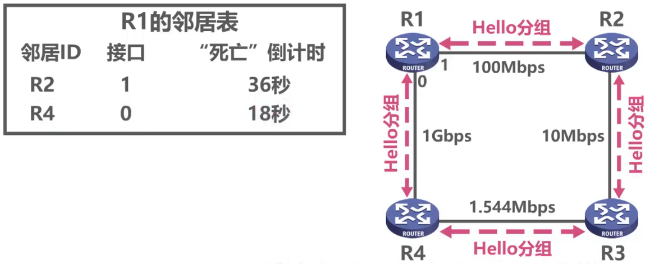 R1的邻居表
邻居ID 接口 “死亡”倒计时
R2 1 36秒
R4 0 18秒
R1 Hello分组 R2
ROUTER 1 100Mbps ROUTER
0
Hello分组 1Gbps 10Mbps Hello分组
1.544Mbps
ROUTER ROUTER
R4 Hello分组 R3